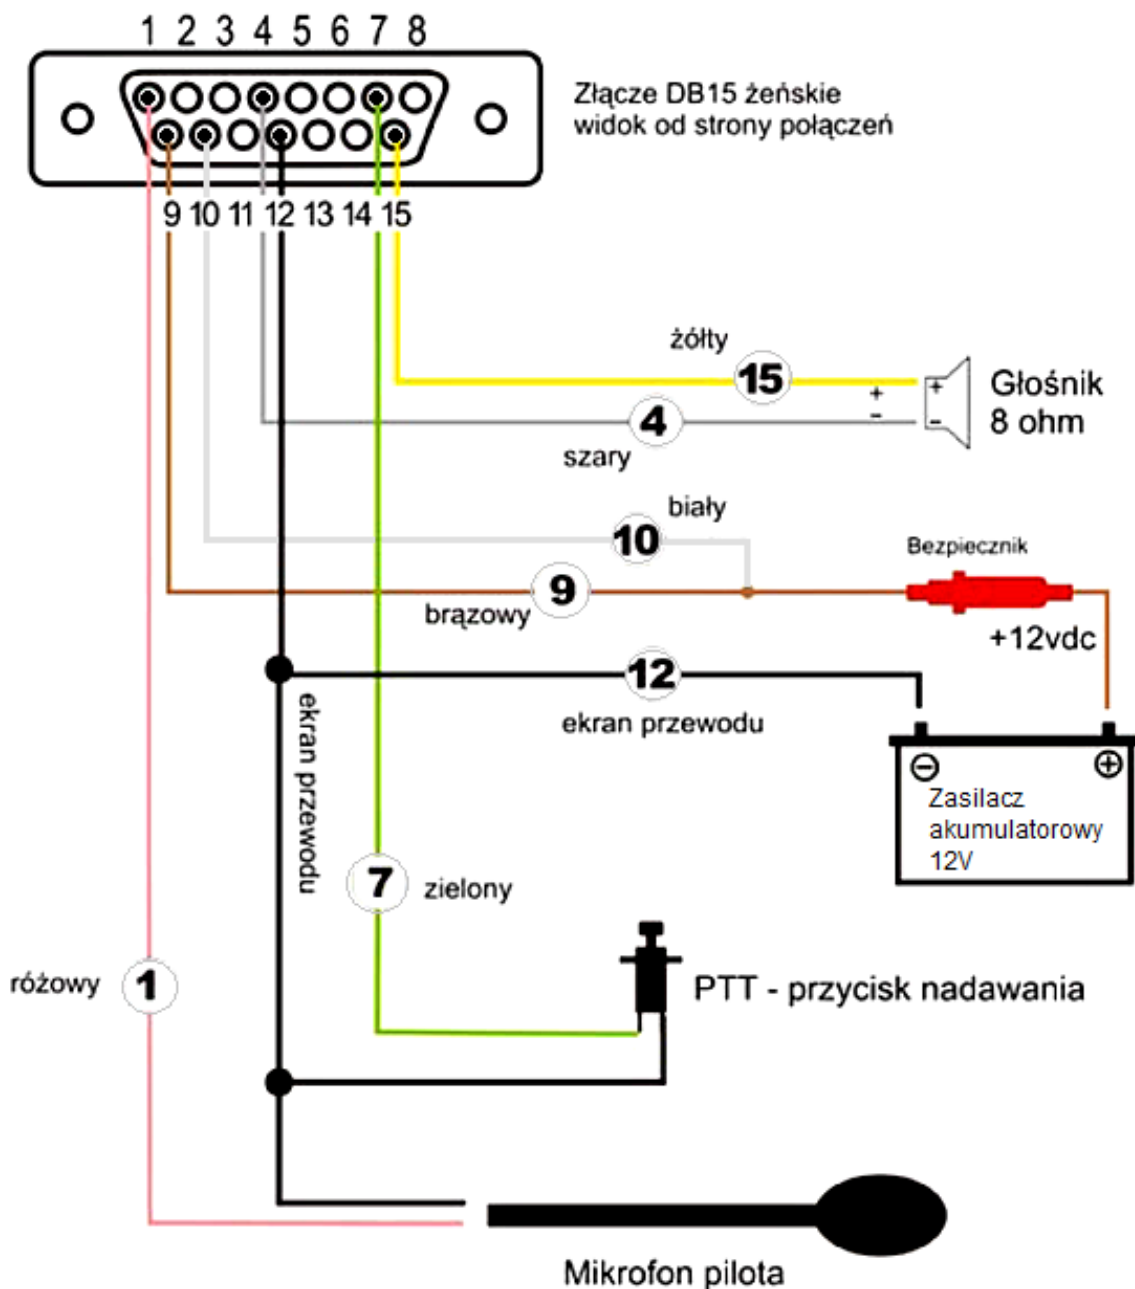 1 2 3 4 5 6 7 8
Złącze DB15 żeńskie
widok od strony połączeń
9 10 11 12 13 14 15
żółty
15
+
+
Głośnik
4
-
-
8 ohm
szary
biały
10
Bezpiecznik
9
brązowy
+12vdc
12
ekran przewodu
ekran przewodu
- +
Zasilacz
akumulatorowy
12V
7
zielony
różowy
1
PTT - przycisk nadawania
Mikrofon pilota